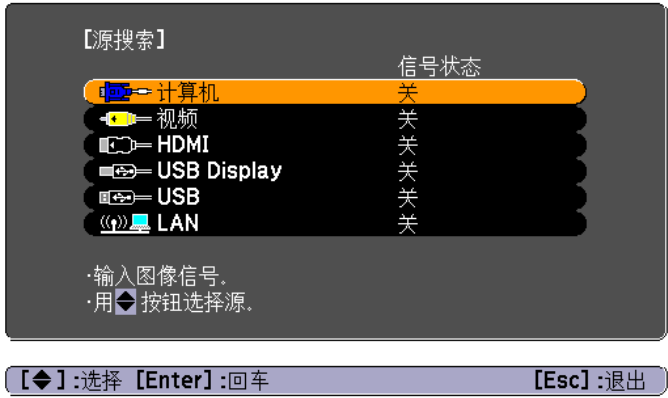 【源搜索】
信号状态
计算机 关
视频 关
HDMI 关
USB Display 关
USB 关
LAN 关
·输入图像信号。
·用◆按钮选择源。
[◆]:选择 [Enter]:回车 [Esc]:退出